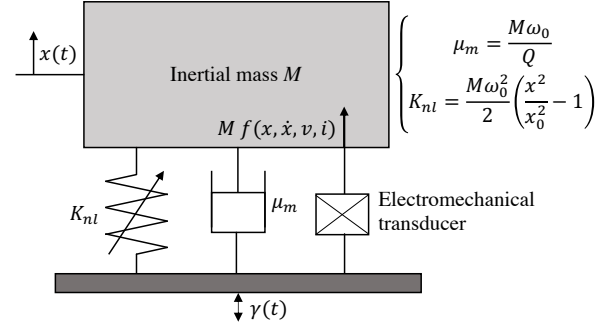 x(t)
Inertial mass M
M f(x, ẋ, v, i)
μ_m = Mω_0 / Q
K_nl = Mω_0^2 / 2 (x^2 / x_0^2 − 1)
K_nl
μ_m
Electromechanical
transducer
γ(t)